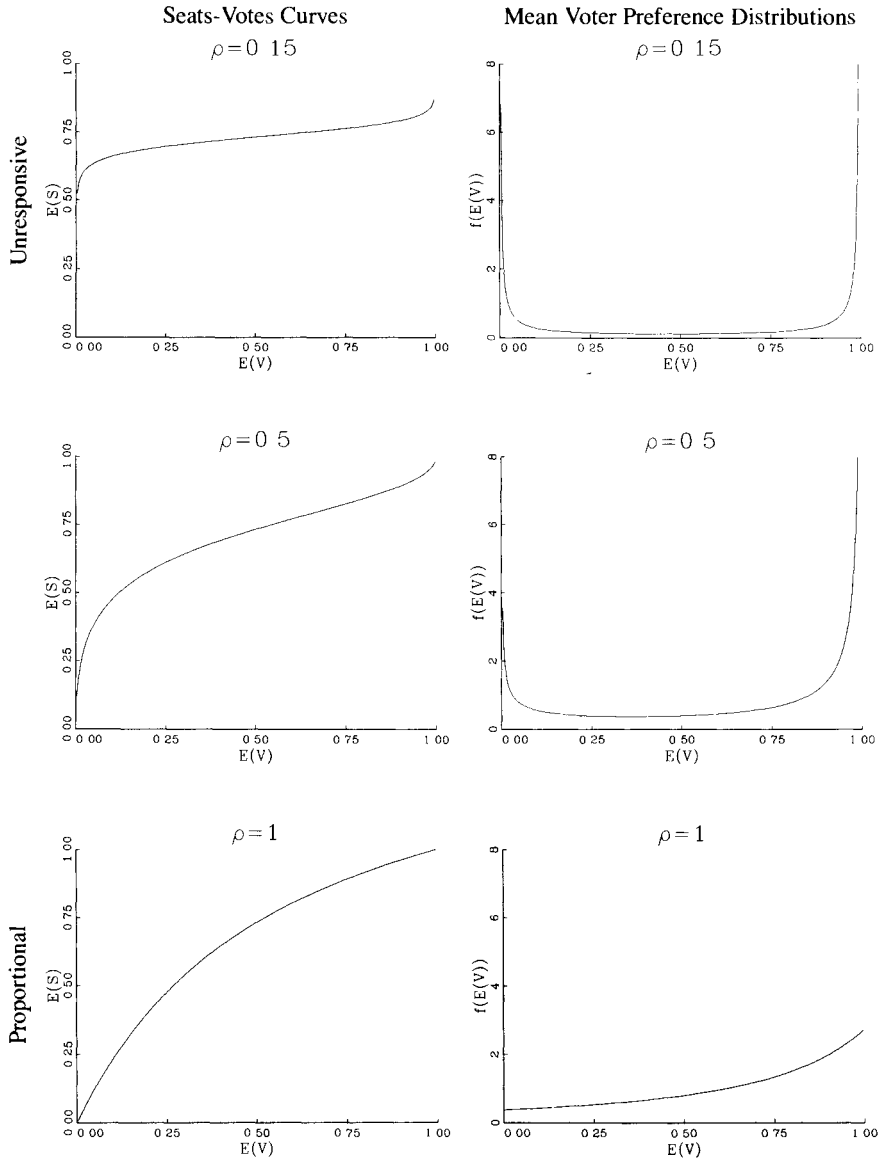 Seats-Votes Curves
Mean Voter Preference Distributions
Unresponsive
ρ=0 15
E(S)
1 00
0 75
0 50
0 25
0 00
0 00 0 25 0 50 0 75 1 00
E(V)
ρ=0 15
f(E(V))
8
6
4
2
0
0 00 0 25 0 50 0 75 1 00
E(V)
ρ=0 5
E(S)
1 00
0 75
0 50
0 25
0 00
0 00 0 25 0 50 0 75 1 00
E(V)
ρ=0 5
f(E(V))
8
6
4
2
0
0 00 0 25 0 50 0 75 1 00
E(V)
Proportional
ρ=1
E(S)
1 00
0 75
0 50
0 25
0 00
0 00 0 25 0 50 0 75 1 00
E(V)
ρ=1
f(E(V))
8
6
4
2
0
0 00 0 25 0 50 0 75 1 00
E(V)